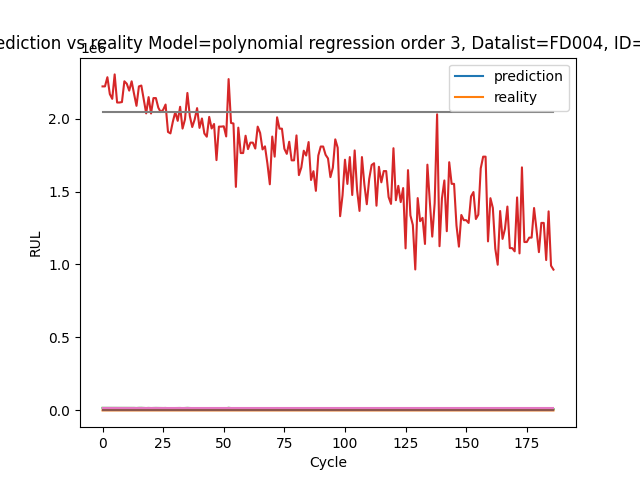 ediction vs reality Model=polynomial regression order 3, Datalist=FD004, ID=
1e6
prediction
reality
2.0
1.5
1.0
0.5
0.0
RUL
0 25 50 75 100 125 150 175
Cycle